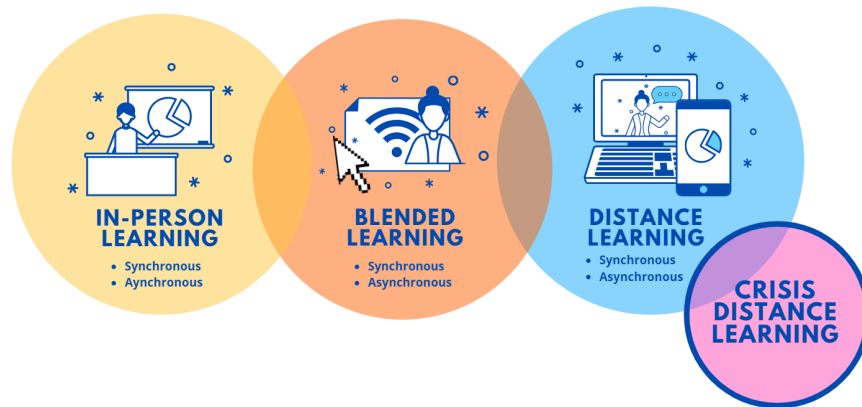 IN-PERSON
LEARNING
• Synchronous
• Aynchronous
BLENDED
LEARNING
• Synchronous
• Asynchronous
DISTANCE
LEARNING
• Synchronous
• Asynchronous
CRISIS
DISTANCE
LEARNING